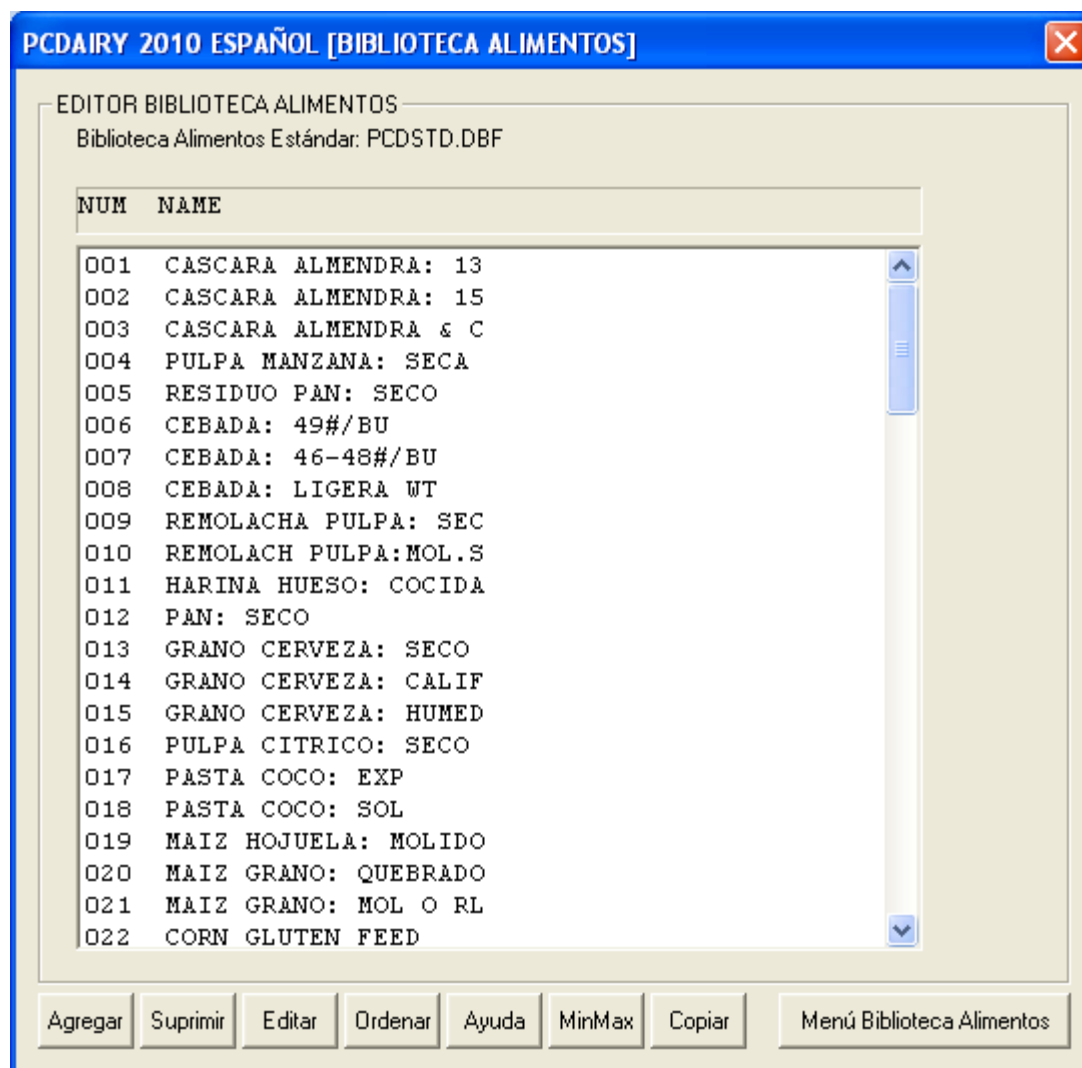 PCDAIRY 2010 ESPAÑOL [BIBLIOTECA ALIMENTOS]
EDITOR BIBLIOTECA ALIMENTOS
Biblioteca Alimentos Estándar: PCDSTD.DBF
NUM NAME
001 CASCARA ALMENDRA: 13
002 CASCARA ALMENDRA: 15
003 CASCARA ALMENDRA & C
004 PULPA MANZANA: SECA
005 RESIDUO PAN: SECO
006 CEBADA: 49#/BU
007 CEBADA: 46-48#/BU
008 CEBADA: LIGERA WT
009 REMOLACHA PULPA: SEC
010 REMOLACH PULPA:MOL.S
011 HARINA HUESO: COCIDA
012 PAN: SECO
013 GRANO CERVEZA: SECO
014 GRANO CERVEZA: CALIF
015 GRANO CERVEZA: HUMED
016 PULPA CITRICO: SECO
017 PASTA COCO: EXP
018 PASTA COCO: SOL
019 MAIZ HOJUELA: MOLIDO
020 MAIZ GRANO: QUEBRADO
021 MAIZ GRANO: MOL O RL
022 CORN GLUTEN FEED
Agregar Suprimir Editar Ordenar Ayuda MinMax Copiar Menú Biblioteca Alimentos